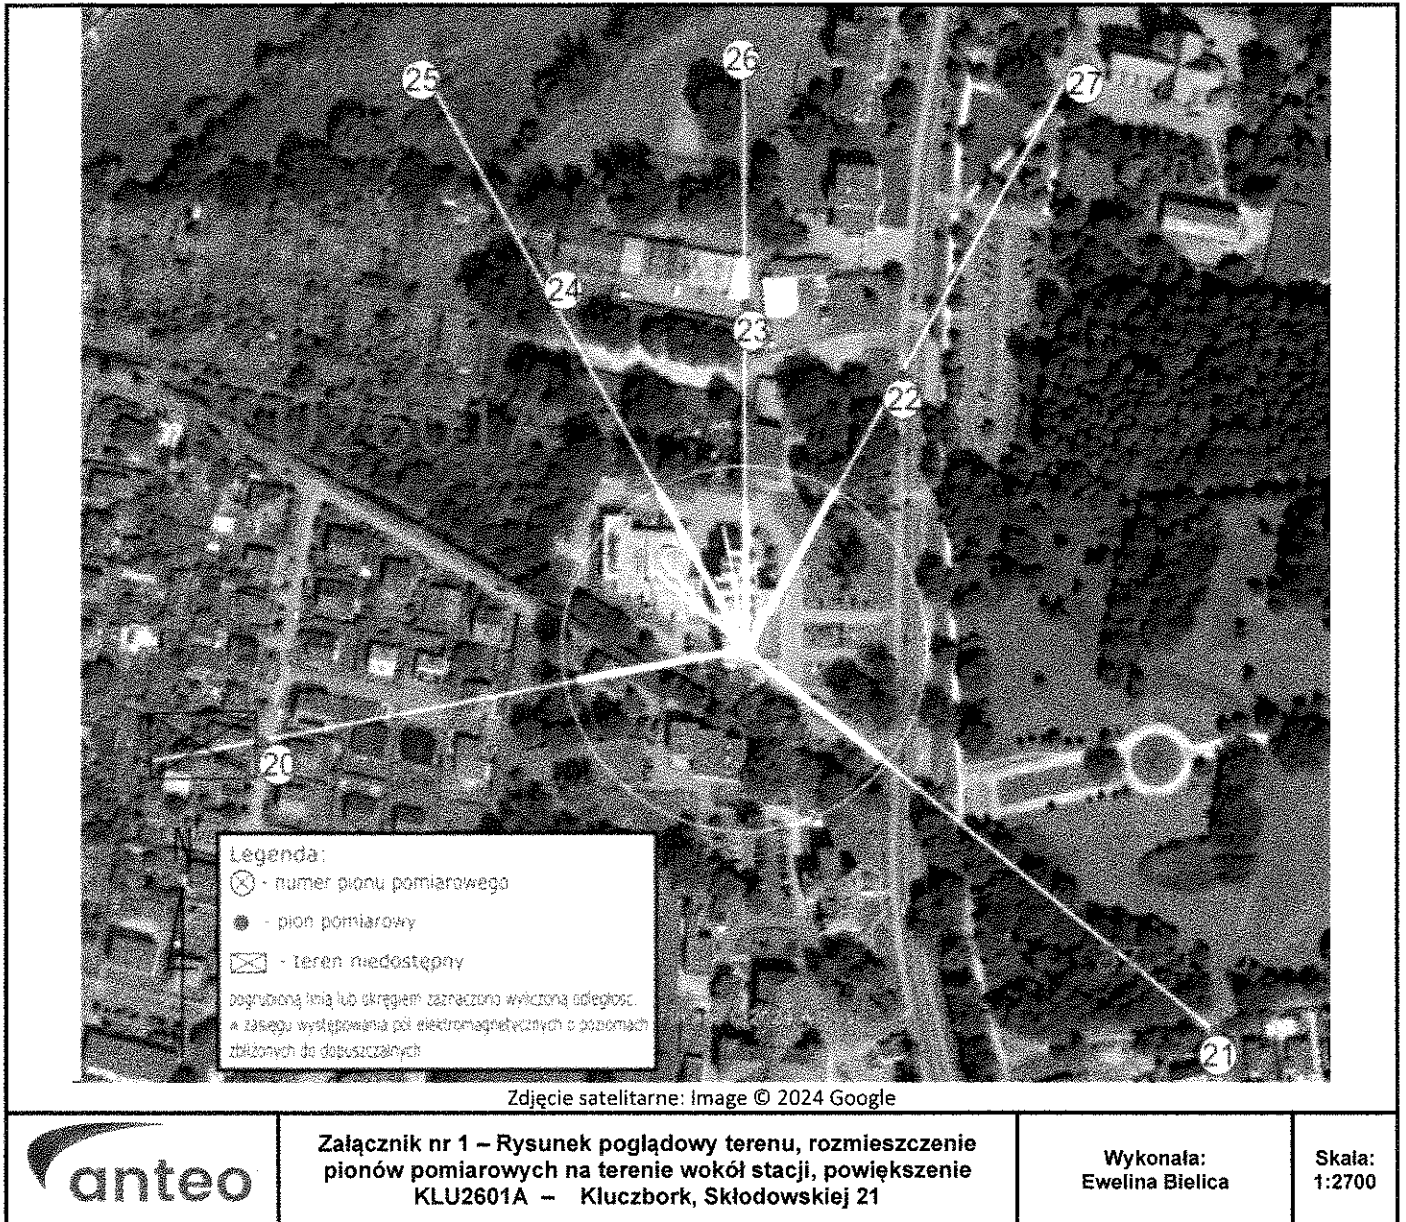 25
26
27
24
23
22
20
21
Legenda:
- numer pionu pomiarowego
- pion pomiarowy
- teren niedostępny
pogrubioną linią lub okręgiem zaznaczono wyliczoną odległość.
w zasięgu występowania pól elektromagnetycznych o poziomach
zbliżonych do dopuszczalnych
Zdjęcie satelitarne: Image © 2024 Google
anteo
Załącznik nr 1 – Rysunek poglądowy terenu, rozmieszczenie
pionów pomiarowych na terenie wokół stacji, powiększenie
KLU2601A – Kluczbork, Skłodowskiej 21
Wykonała:
Ewelina Bielica
Skala:
1:2700